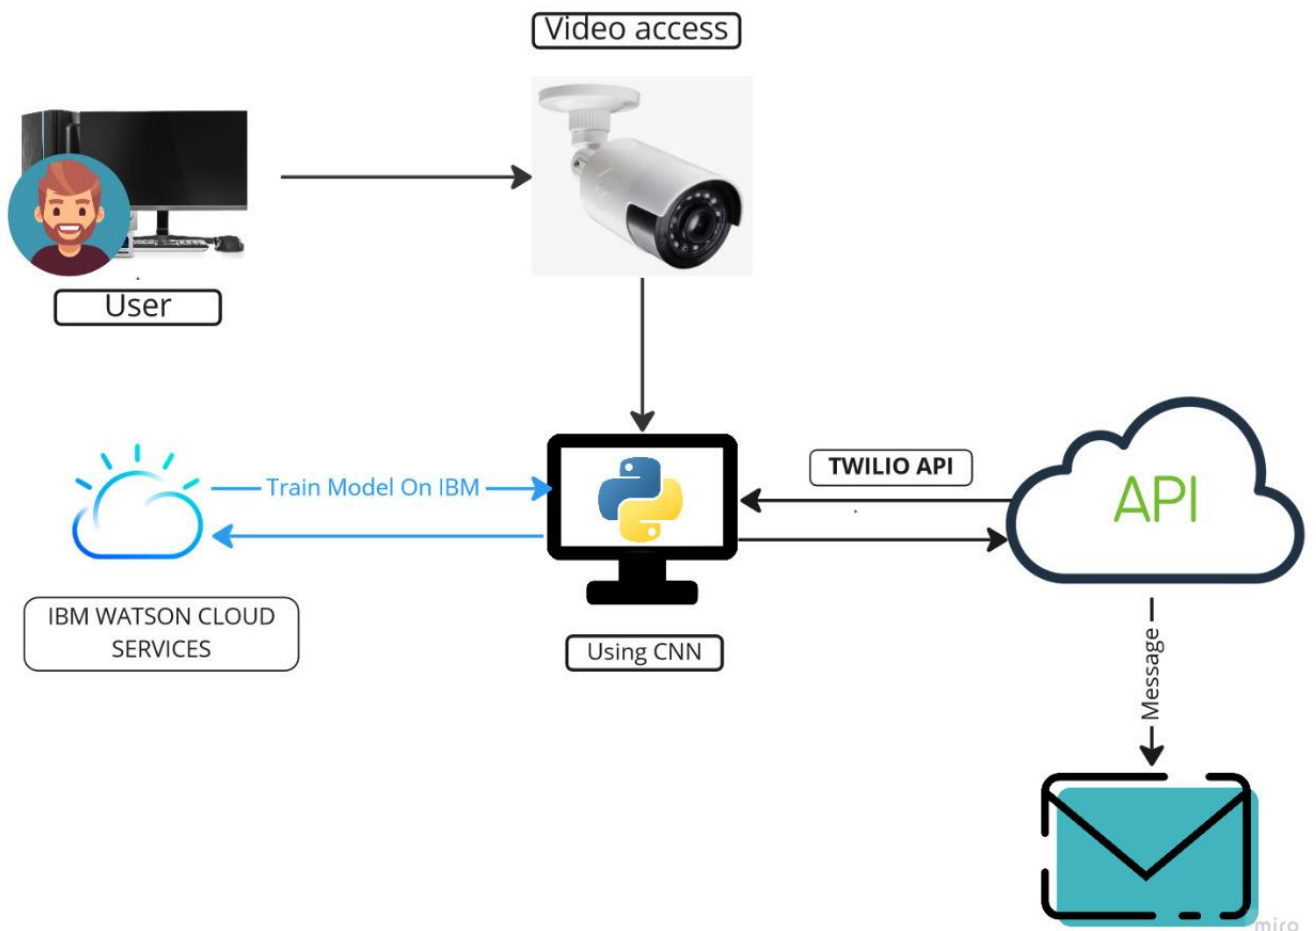 Video access
User
Train Model On IBM
TWILIO API
API
IBM WATSON CLOUD
SERVICES
Using CNN
Message
miro